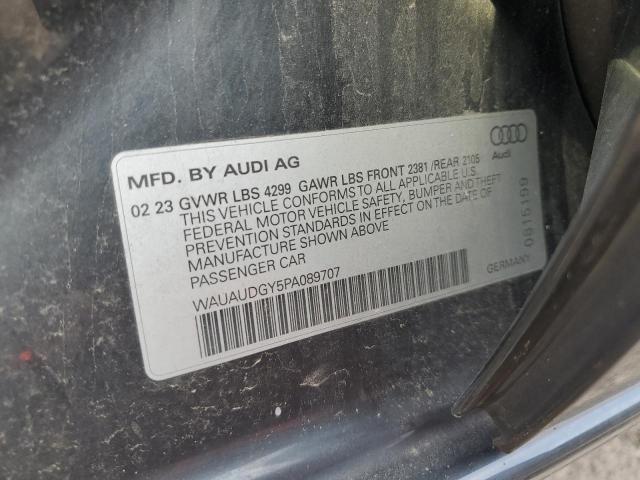 MFD. BY AUDI AG
Audi
02 23 GVWR LBS 4299 GAWR LBS FRONT 2381 /REAR 2105
THIS VEHICLE CONFORMS TO ALL APPLICABLE U.S.
FEDERAL MOTOR VEHICLE SAFETY, BUMPER AND THEFT
PREVENTION STANDARDS IN EFFECT ON THE DATE OF
MANUFACTURE SHOWN ABOVE
PASSENGER CAR
WAUAUDGY5PA089707
GERMANY
0815199